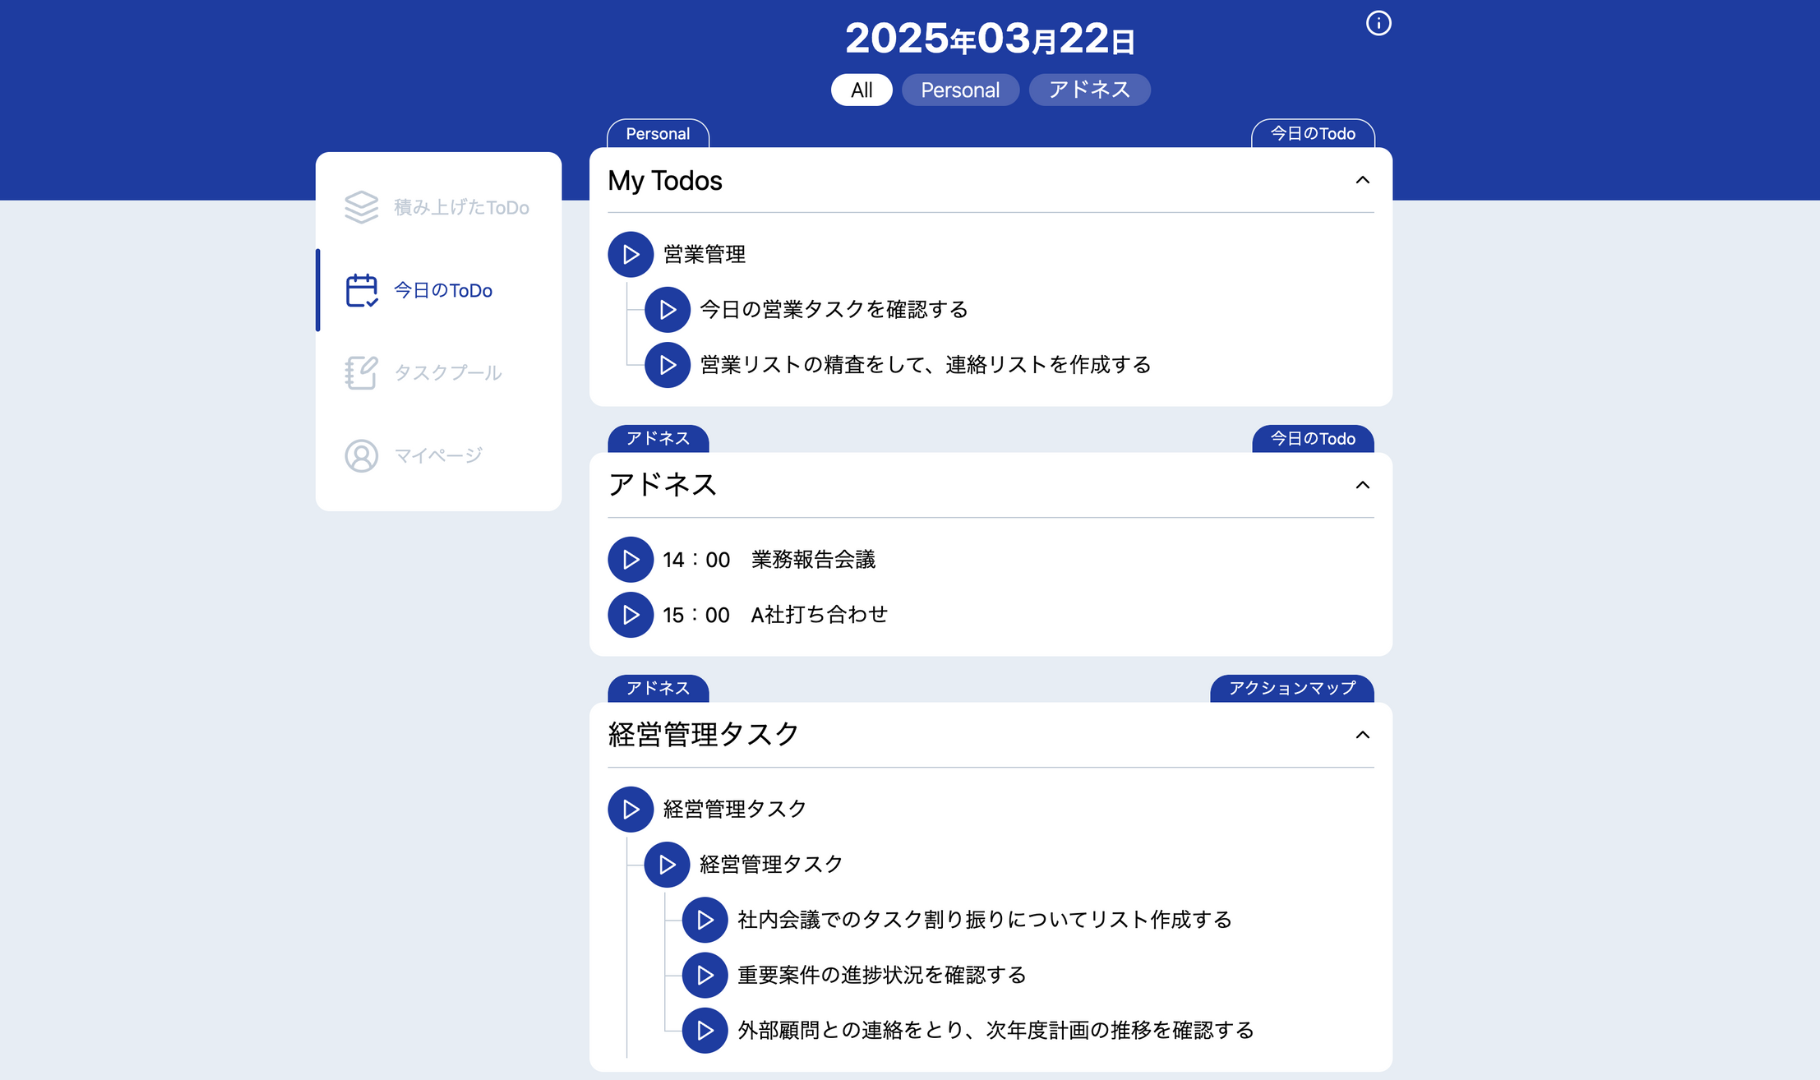 2025年03月22日
All
Personal
アドネス
積み上げたToDo
今日のToDo
タスクプール
マイページ
Personal
今日のTodo
My Todos
営業管理
今日の営業タスクを確認する
営業リストの精査をして、連絡リストを作成する
アドネス
今日のTodo
アドネス
14：00　業務報告会議
15：00　A社打ち合わせ
アドネス
アクションマップ
経営管理タスク
経営管理タスク
経営管理タスク
社内会議でのタスク割り振りについてリスト作成する
重要案件の進捗状況を確認する
外部顧問との連絡をとり、次年度計画の推移を確認する